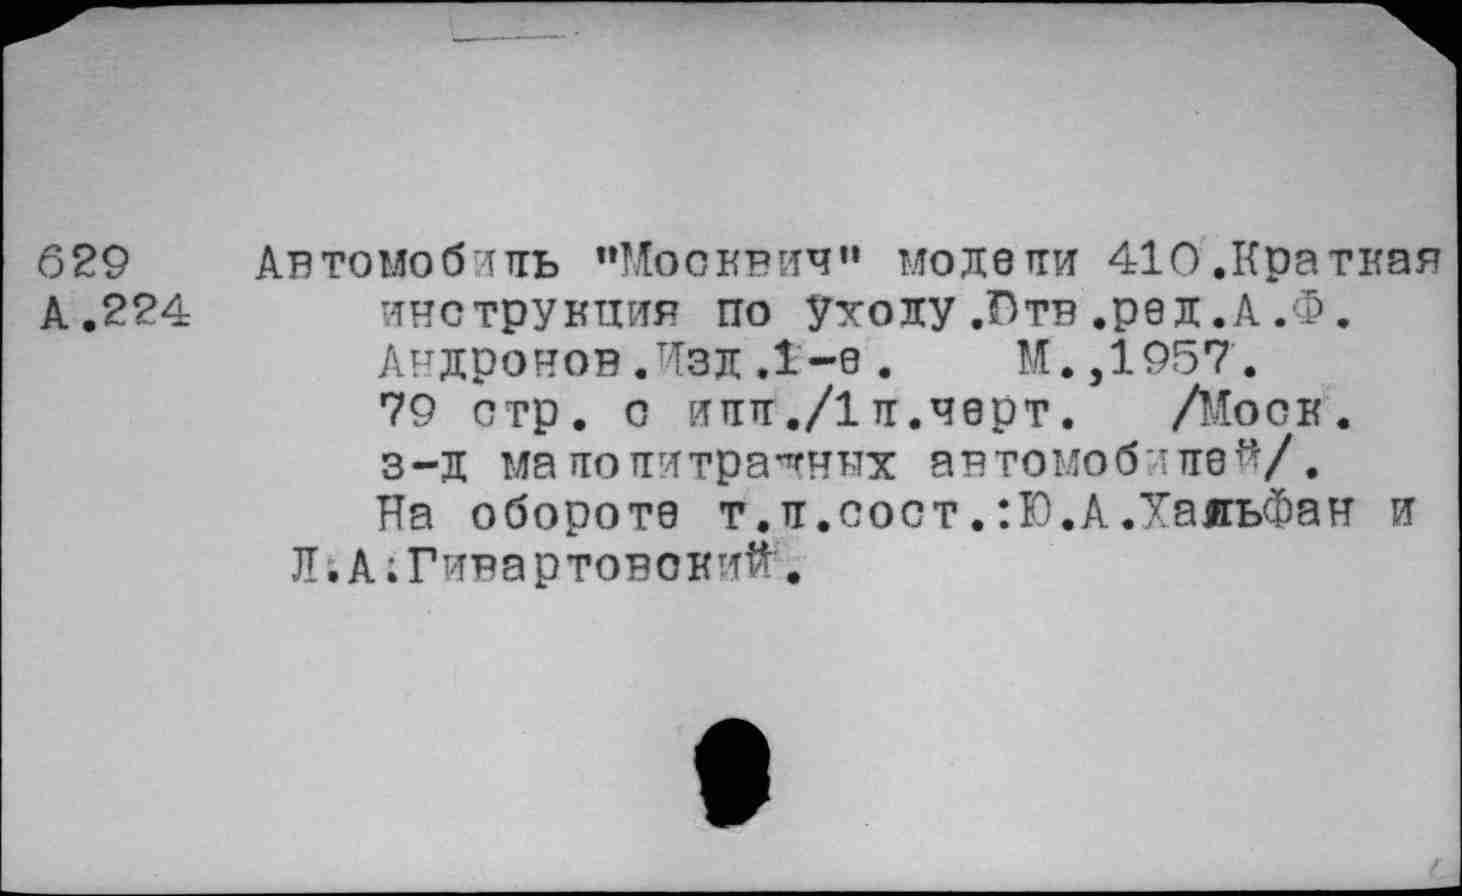 629 Автомобиль "Москвич" модели 410.Краткая
А.224 инструкция по уходу.Отв.ред.А.Ф.
Андронов.Изд.1-е. М.,1957.
79 стр. с илл./1л.черт. /Моск.
з-д малолитражных автомобилей/.
На обороте т.л.сост.:Ю.А.Хальфан и
Л.А.Гивартовский.